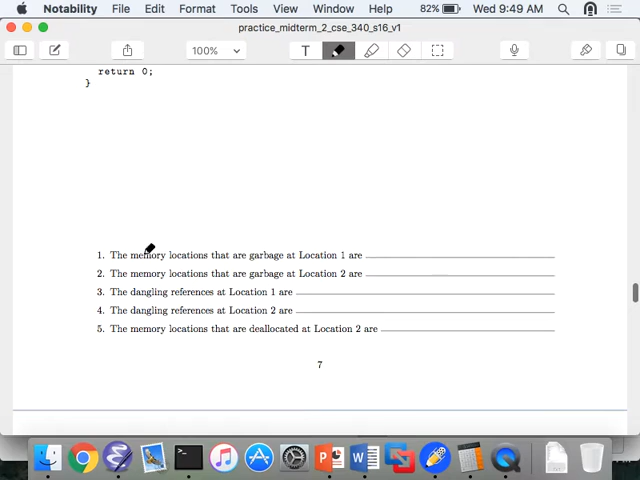 Notability File Edit Format Tools View Window Help 82% Wed 9:49 AM
practice_midterm_2_cse_340_s16_v1
100% T
return 0;
}
1. The memory locations that are garbage at Location 1 are
2. The memory locations that are garbage at Location 2 are
3. The dangling references at Location 1 are
4. The dangling references at Location 2 are
5. The memory locations that are deallocated at Location 2 are
7